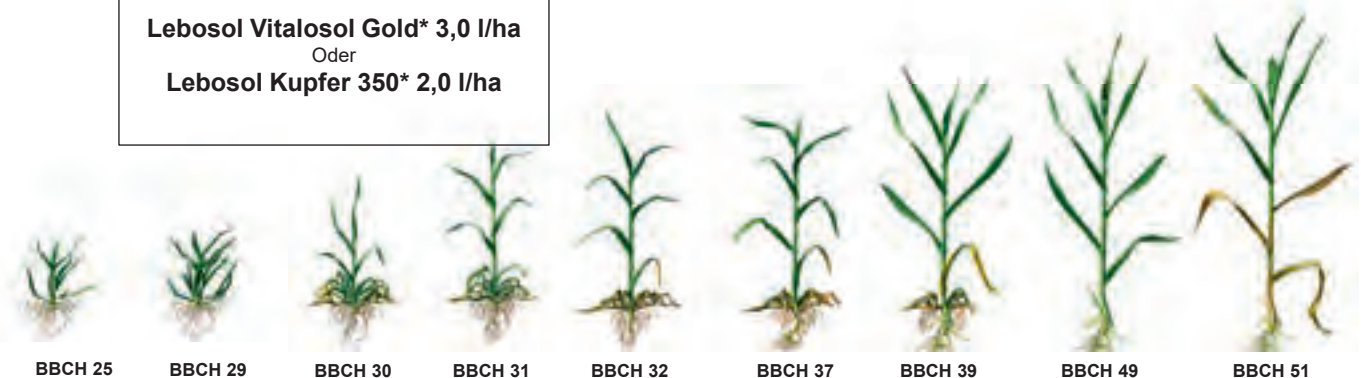 Lebosol Vitalosol Gold* 3,0 l/ha
Oder
Lebosol Kupfer 350* 2,0 l/ha
BBCH 25 BBCH 29 BBCH 30 BBCH 31 BBCH 32 BBCH 37 BBCH 39 BBCH 49 BBCH 51